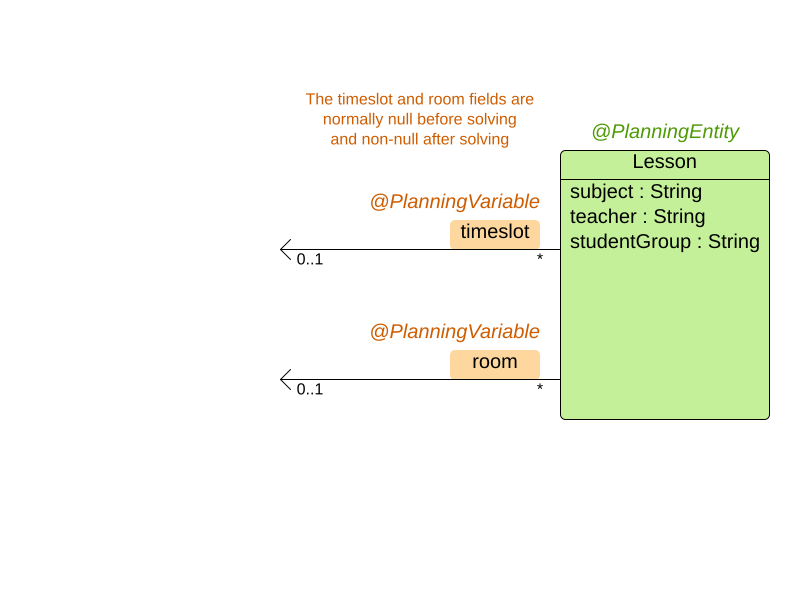 The timeslot and room fields are
normally null before solving
and non-null after solving
@PlanningEntity
Lesson
subject : String
teacher : String
studentGroup : String
@PlanningVariable
timeslot
0..1
*
@PlanningVariable
room
0..1
*